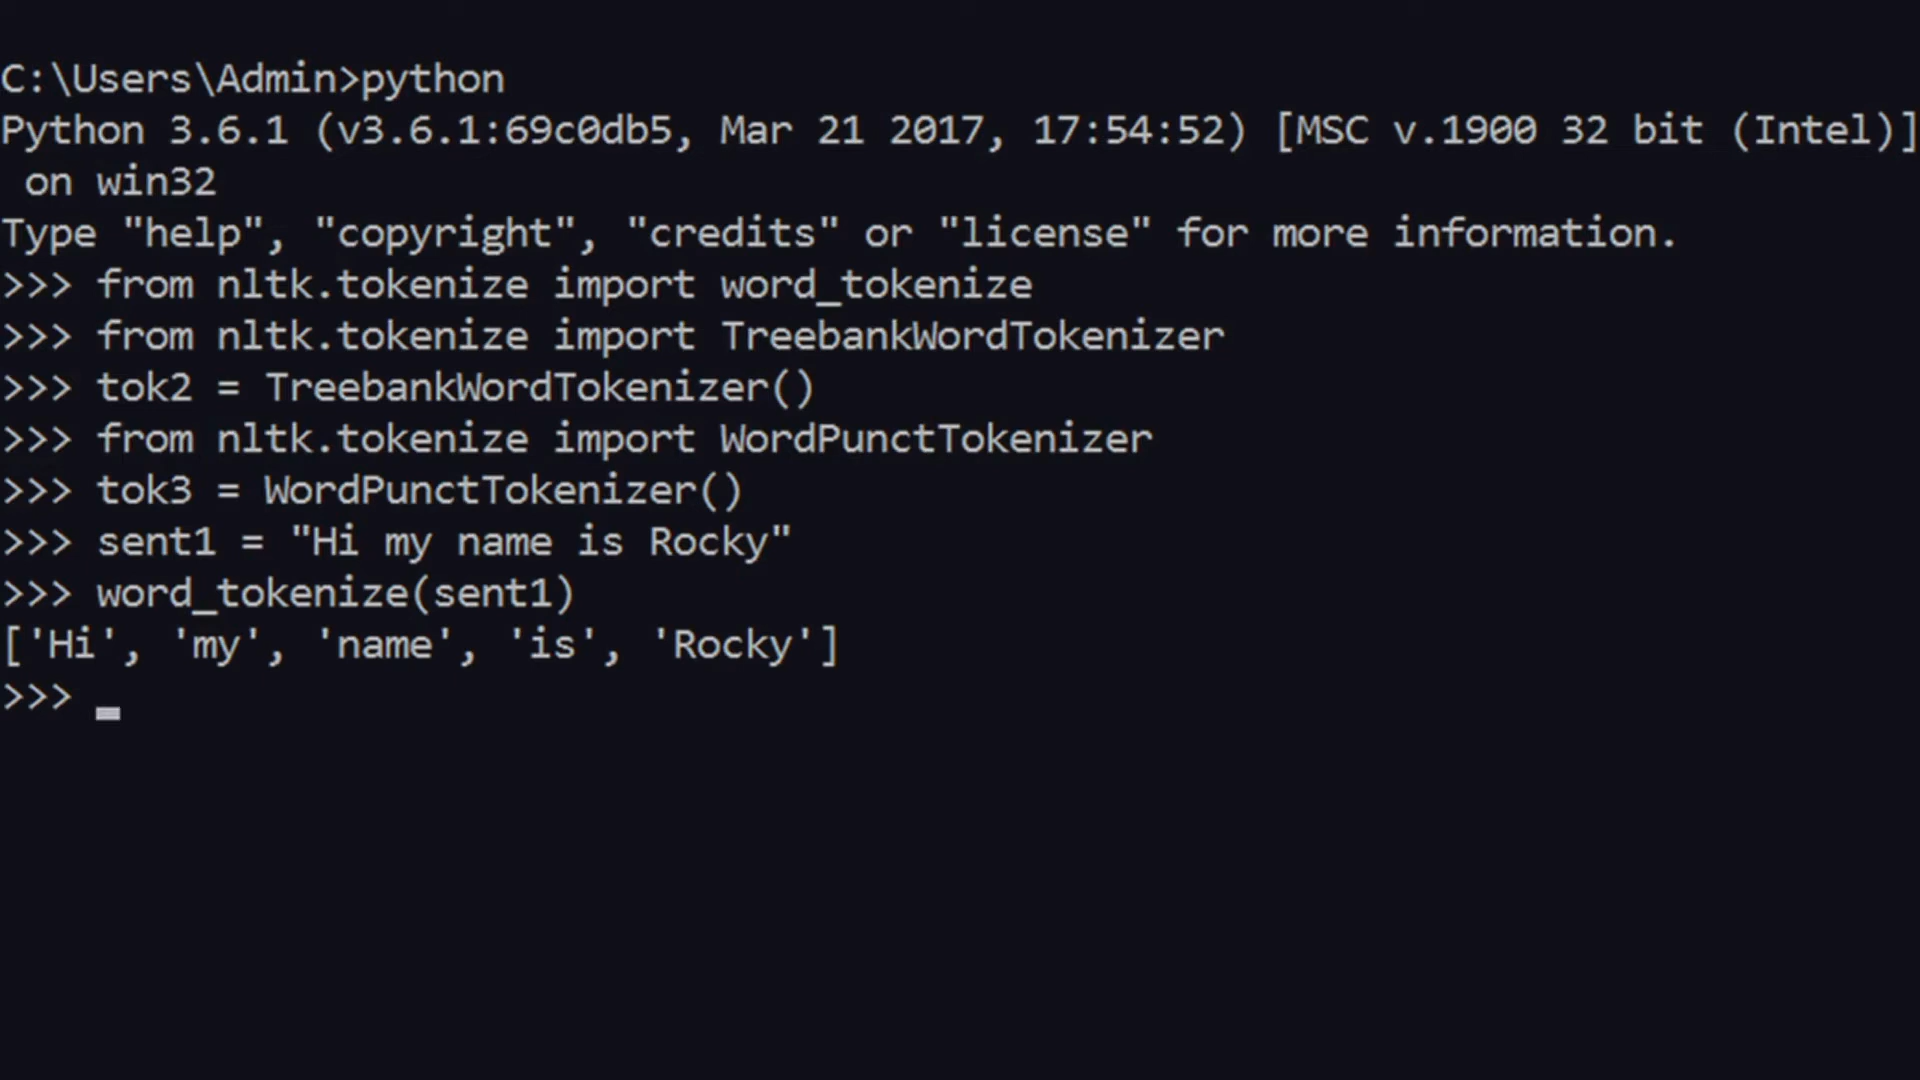 C:\Users\Admin>python
Python 3.6.1 (v3.6.1:69c0db5, Mar 21 2017, 17:54:52) [MSC v.1900 32 bit (Intel)]
 on win32
Type "help", "copyright", "credits" or "license" for more information.
>>> from nltk.tokenize import word_tokenize
>>> from nltk.tokenize import TreebankWordTokenizer
>>> tok2 = TreebankWordTokenizer()
>>> from nltk.tokenize import WordPunctTokenizer
>>> tok3 = WordPunctTokenizer()
>>> sent1 = "Hi my name is Rocky"
>>> word_tokenize(sent1)
['Hi', 'my', 'name', 'is', 'Rocky']
>>>